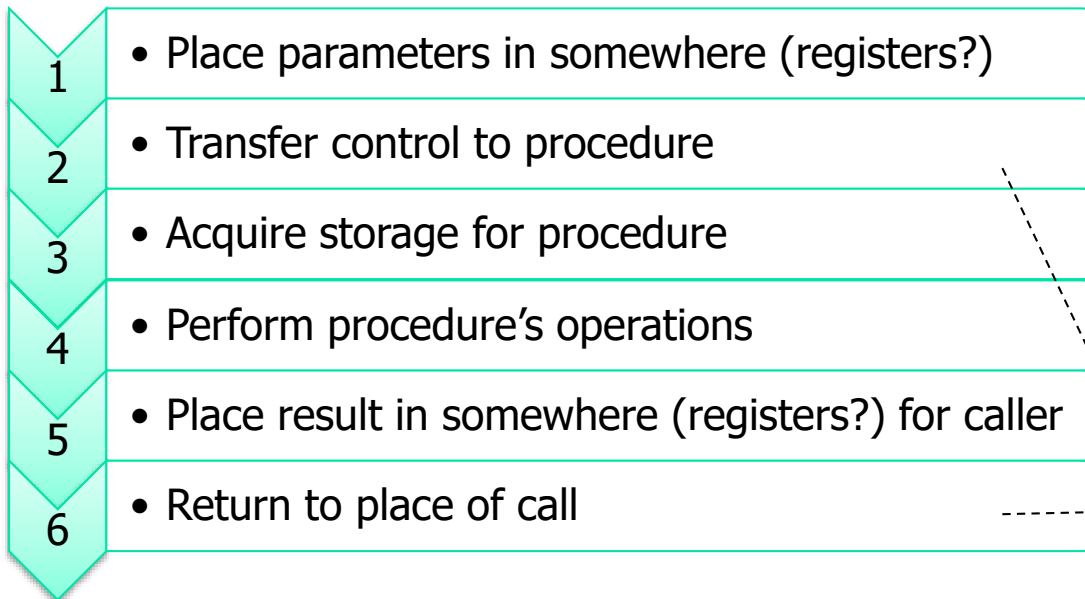 1
• Place parameters in somewhere (registers?)
2
• Transfer control to procedure
3
• Acquire storage for procedure
4
• Perform procedure’s operations
5
• Place result in somewhere (registers?) for caller
6
• Return to place of call